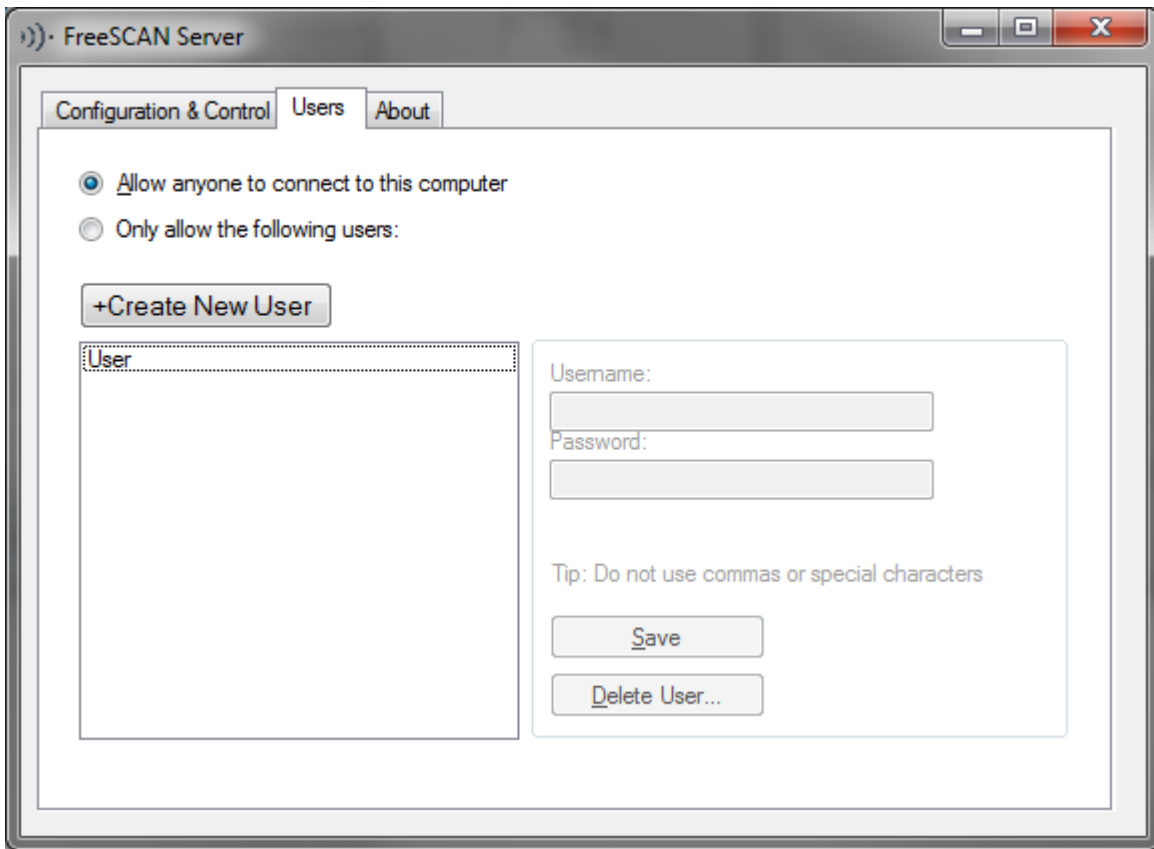 FreeSCAN Server
Configuration & Control
Users
About
Allow anyone to connect to this computer
Only allow the following users:
+Create New User
User
Username:
Password:
Tip: Do not use commas or special characters
Save
Delete User...